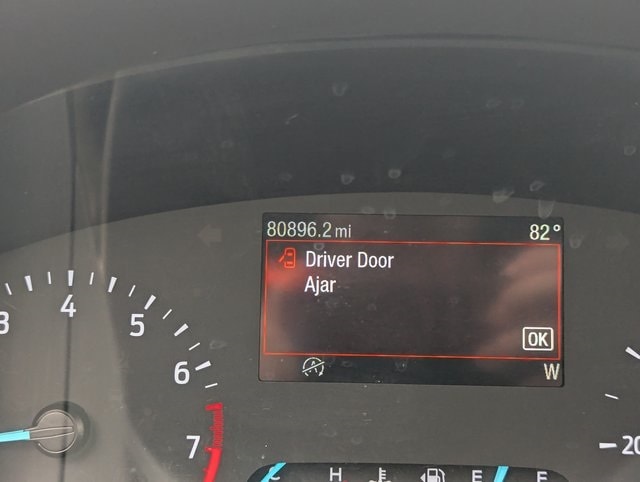 80896.2 mi 82°
Driver Door
Ajar
OK
W
3 4 5 6 7
20
C H E F